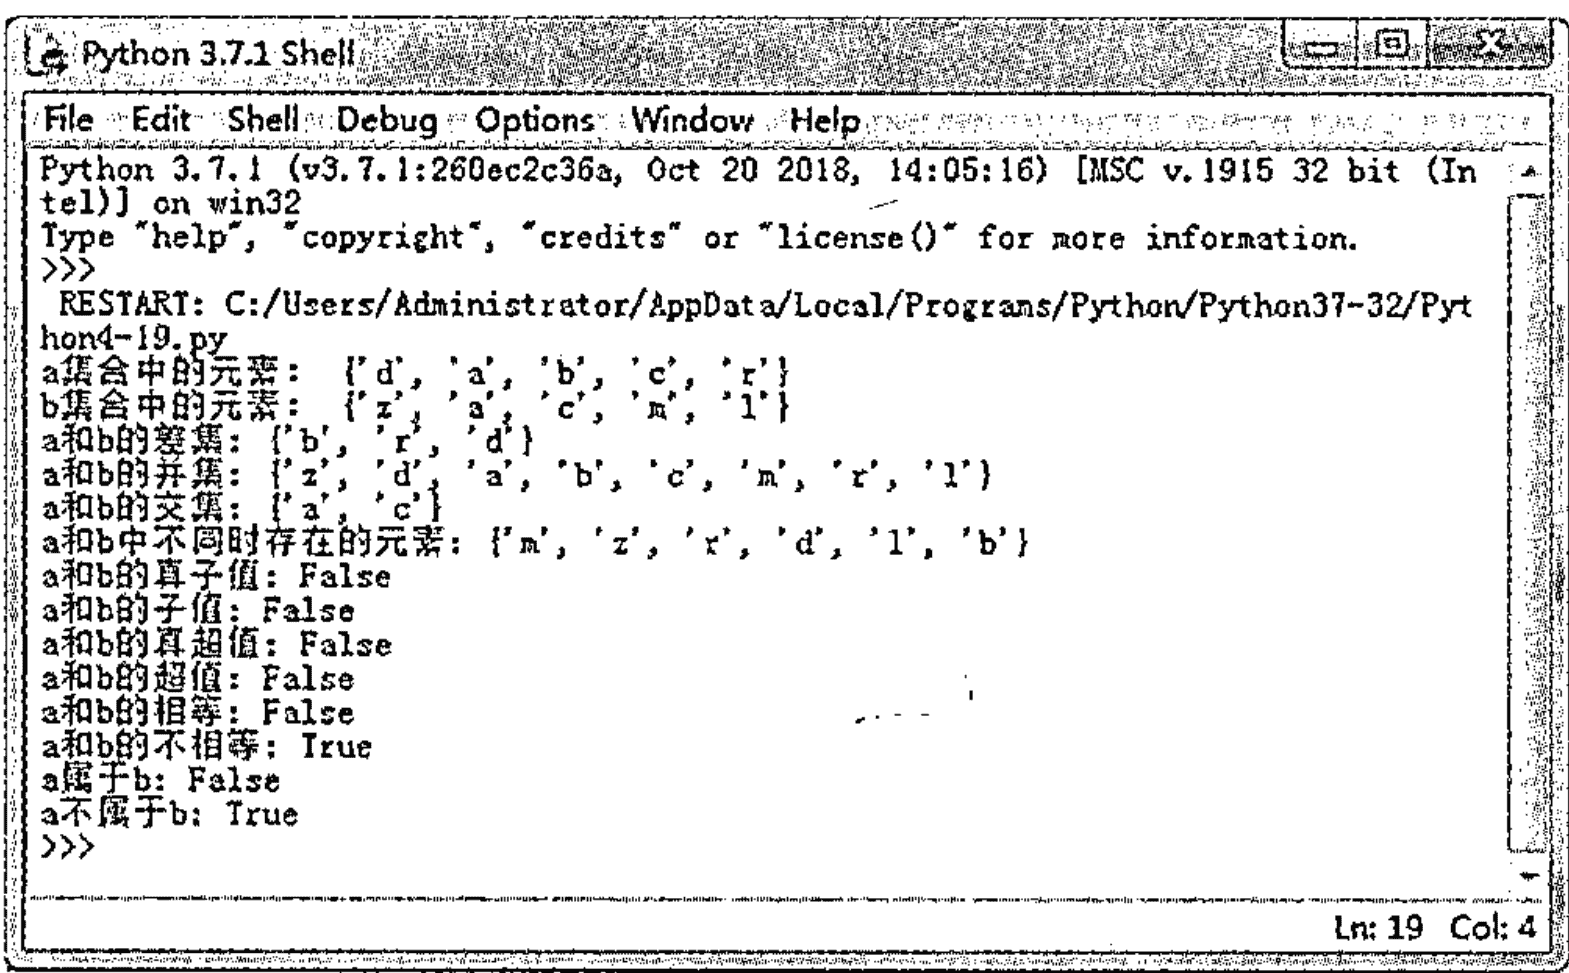 Python 3.7.1 Shell
File Edit Shell Debug Options Window Help
Python 3.7.1 (v3.7.1:260ec2c36a, Oct 20 2018, 14:05:16) [MSC v.1915 32 bit (In
tel)] on win32
Type "help", "copyright", "credits" or "license()" for more information.
>>>
RESTART: C:/Users/Administrator/AppData/Local/Programs/Python/Python37-32/Pyt
hon4-19.py
a集合中的元素: {'d', 'a', 'b', 'c', 'r'}
b集合中的元素: {'z', 'a', 'c', 'm', 'l'}
a和b的差集: {'b', 'r', 'd'}
a和b的并集: {'z', 'd', 'a', 'b', 'c', 'm', 'r', 'l'}
a和b的交集: {'a', 'c'}
a和b中不同时存在的元素: {'m', 'z', 'r', 'd', 'l', 'b'}
a和b的真子值: False
a和b的子值: False
a和b的真超值: False
a和b的超值: False
a和b的相等: False
a和b的不相等: True
a属于b: False
a不属于b: True
>>>
Ln: 19 Col: 4